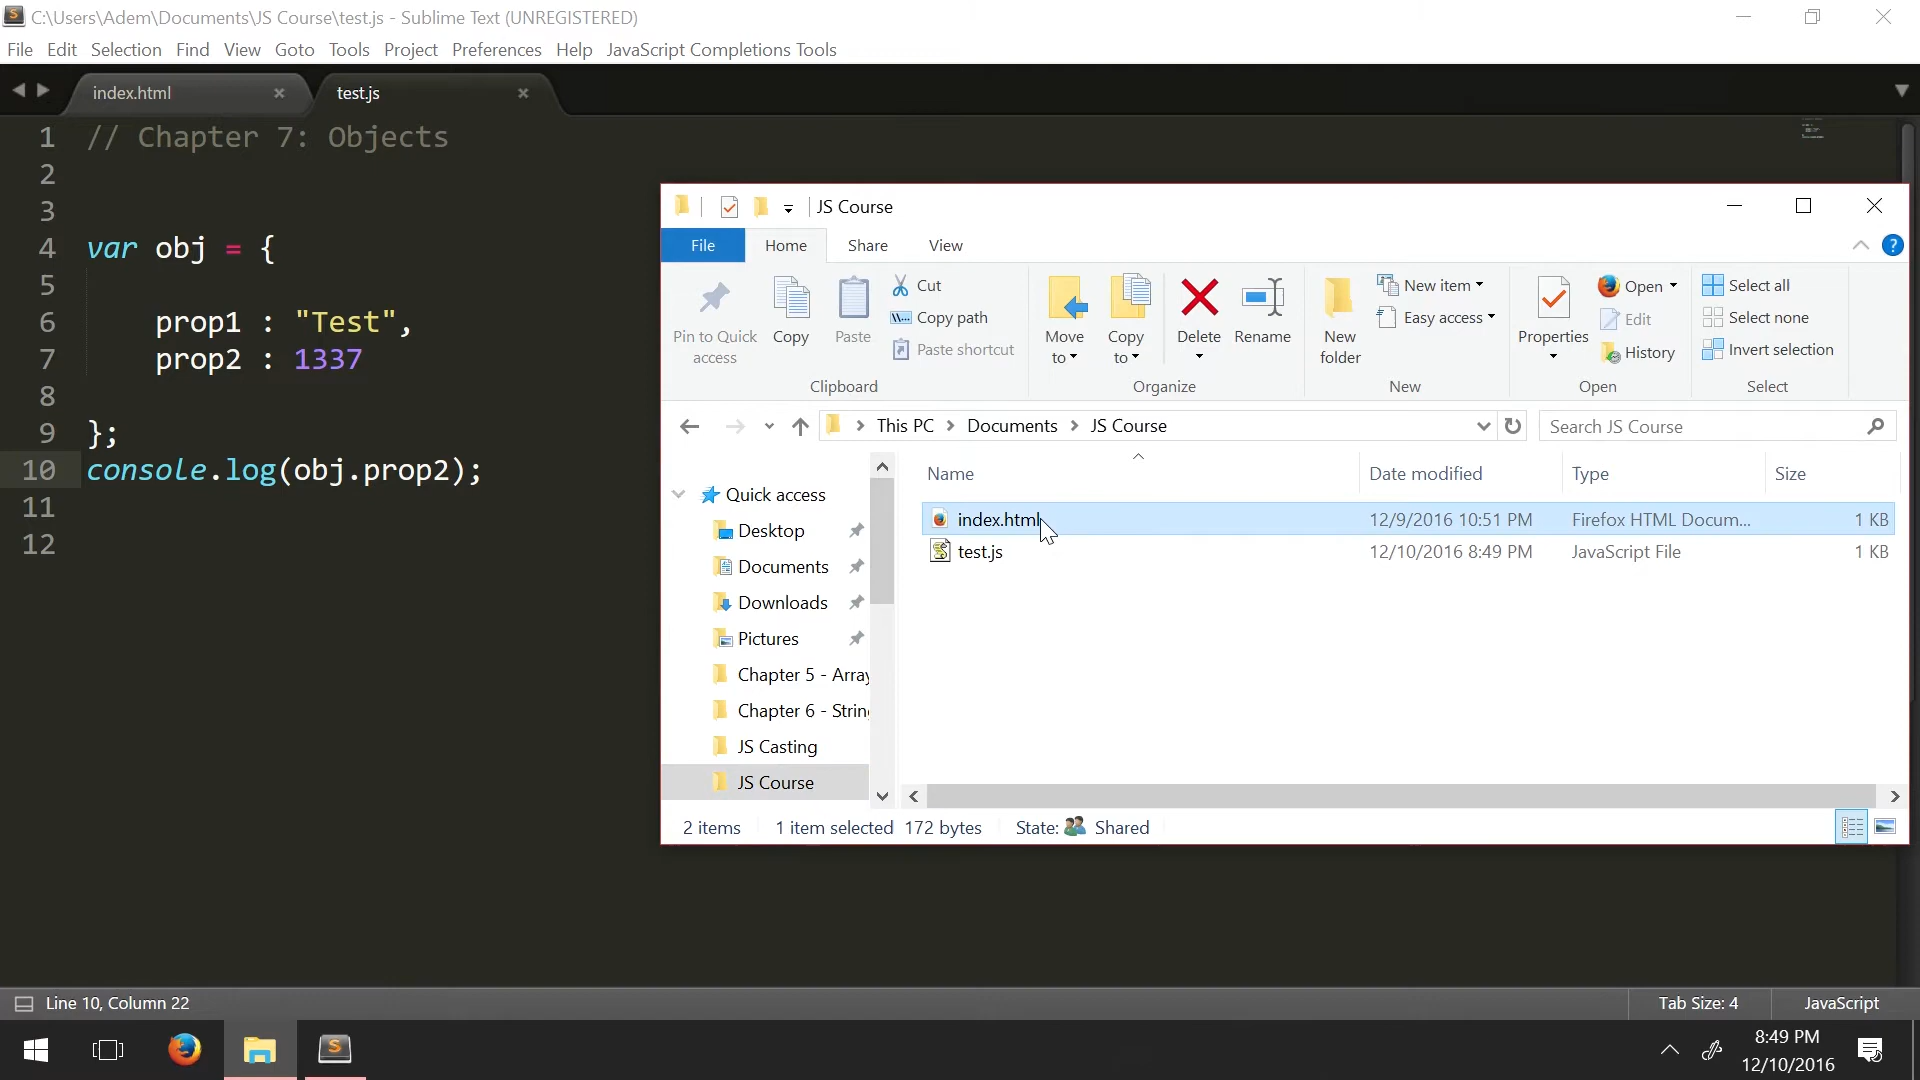 C:\Users\Adem\Documents\JS Course\test.js - Sublime Text (UNREGISTERED)
File Edit Selection Find View Goto Tools Project Preferences Help JavaScript Completions Tools
index.html × test.js ×
1 // Chapter 7: Objects
2
3
4 var obj = {
5
6 prop1 : "Test",
7 prop2 : 1337
8
9 };
10 console.log(obj.prop2);
11
12
JS Course
File Home Share View
Pin to Quick access
Copy
Paste
Cut
Copy path
Paste shortcut
Clipboard
Move to
Copy to
Delete
Rename
Organize
New folder
New item
Easy access
New
Properties
Open
Edit
History
Open
Select all
Select none
Invert selection
Select
This PC > Documents > JS Course
Search JS Course
Quick access
Desktop
Documents
Downloads
Pictures
Chapter 5 - Array
Chapter 6 - Strin
JS Casting
JS Course
Name Date modified Type Size
index.html 12/9/2016 10:51 PM Firefox HTML Docum... 1 KB
test.js 12/10/2016 8:49 PM JavaScript File 1 KB
2 items 1 item selected 172 bytes State: Shared
Line 10, Column 22 Tab Size: 4 JavaScript
8:49 PM
12/10/2016